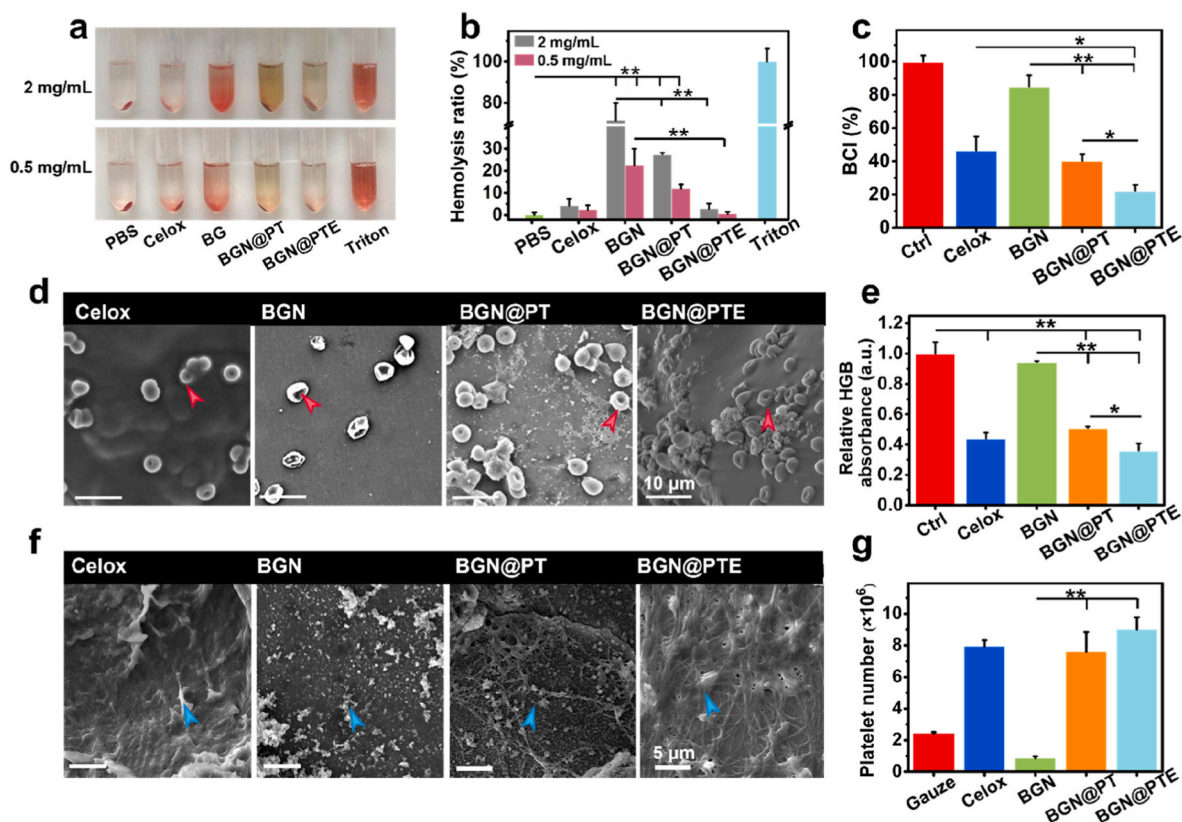 a
2 mg/mL
0.5 mg/mL
PBS Celox BG BGN@PT BGN@PTE Triton
b
Hemolysis ratio (%)
2 mg/mL
0.5 mg/mL
100
80
20
10
0
**
**
**
PBS Celox BGN BGN@PT BGN@PTE Triton
c
BCI (%)
100
80
60
40
20
0
*
**
*
Ctrl Celox BGN BGN@PT BGN@PTE
d
Celox BGN BGN@PT BGN@PTE
10 μm
e
Relative HGB
absorbance (a.u.)
1.2
1.0
0.8
0.6
0.4
0.2
0.0
**
**
*
Ctrl Celox BGN BGN@PT BGN@PTE
f
Celox BGN BGN@PT BGN@PTE
5 μm
g
Platelet number (×10⁶)
10
8
6
4
2
0
**
Gauze Celox BGN BGN@PT BGN@PTE